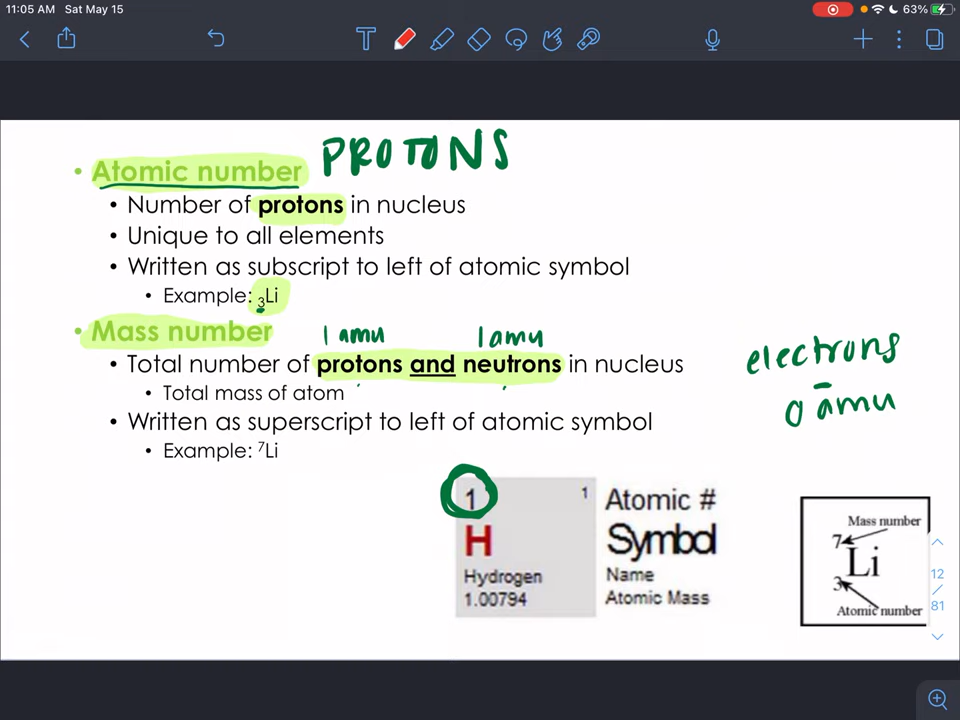 11:05 AM Sat May 15
63%
• Atomic number PROTONS
• Number of protons in nucleus
• Unique to all elements
• Written as subscript to left of atomic symbol
• Example: ₃Li
• Mass number 1 amu 1 amu
• Total number of protons and neutrons in nucleus
• Total mass of atom
• Written as superscript to left of atomic symbol
• Example: ⁷Li
electrons
0 amu
1 1 Atomic #
H Symbol
Hydrogen Name
1.00794 Atomic Mass
Mass number
7
Li
3
Atomic number
12
/
81